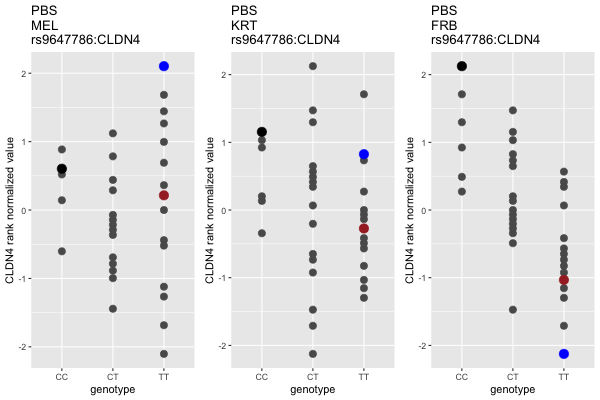 PBS
MEL
rs9647786:CLDN4
CLDN4 rank normalized value
2
1
0
-1
-2
CC CT TT
genotype
PBS
KRT
rs9647786:CLDN4
CLDN4 rank normalized value
2
1
0
-1
-2
CC CT TT
genotype
PBS
FRB
rs9647786:CLDN4
CLDN4 rank normalized value
2
1
0
-1
-2
CC CT TT
genotype